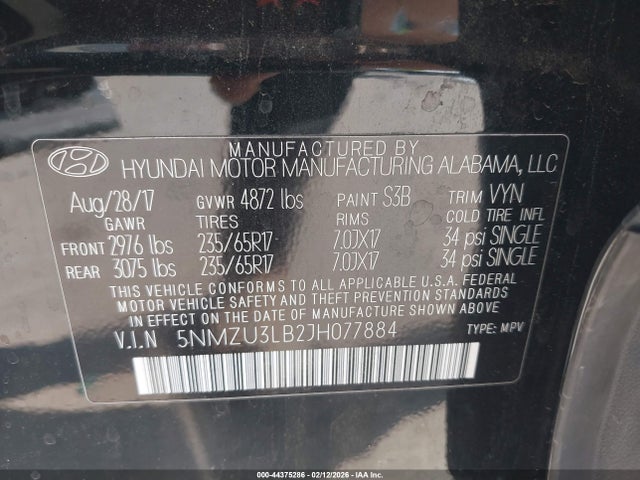 MANUFACTURED BY
HYUNDAI MOTOR MANUFACTURING ALABAMA, LLC
Aug/28/17 GVWR 4872 lbs PAINT S3B TRIM VYN
GAWR TIRES RIMS COLD TIRE INFL
FRONT 2976 lbs 235/65R17 7.0JX17 34 psi SINGLE
REAR 3075 lbs 235/65R17 7.0JX17 34 psi SINGLE
THIS VEHICLE CONFORMS TO ALL APPLICABLE U.S.A. FEDERAL
MOTOR VEHICLE SAFETY AND THEFT PREVENTION STANDARDS
IN EFFECT ON THE DATE OF MANUFACTURE SHOWN ABOVE
V.I.N 5NMZU3LB2JH077884 TYPE: MPV
000-44375286 - 02/12/2026 - IAA Inc.